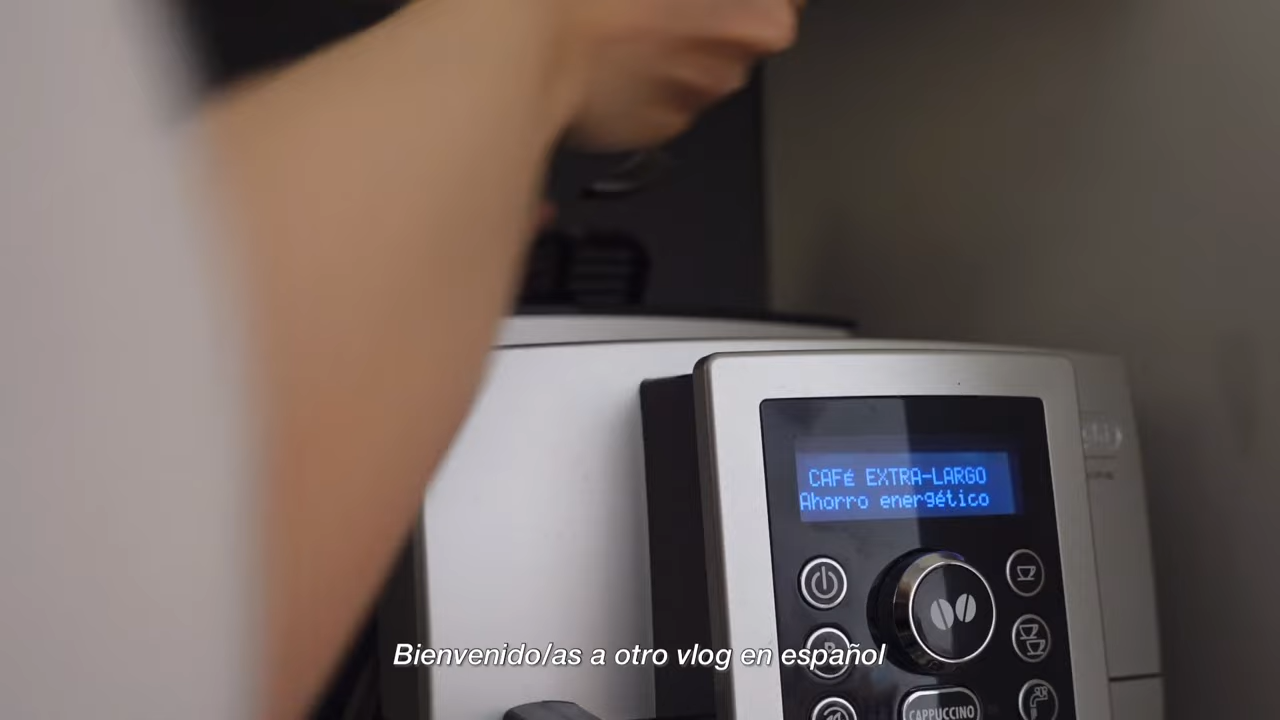 CAFÉ EXTRA-LARGO
Ahorro energético
Bienvenido/as a otro vlog en español
CAPPUCCINO